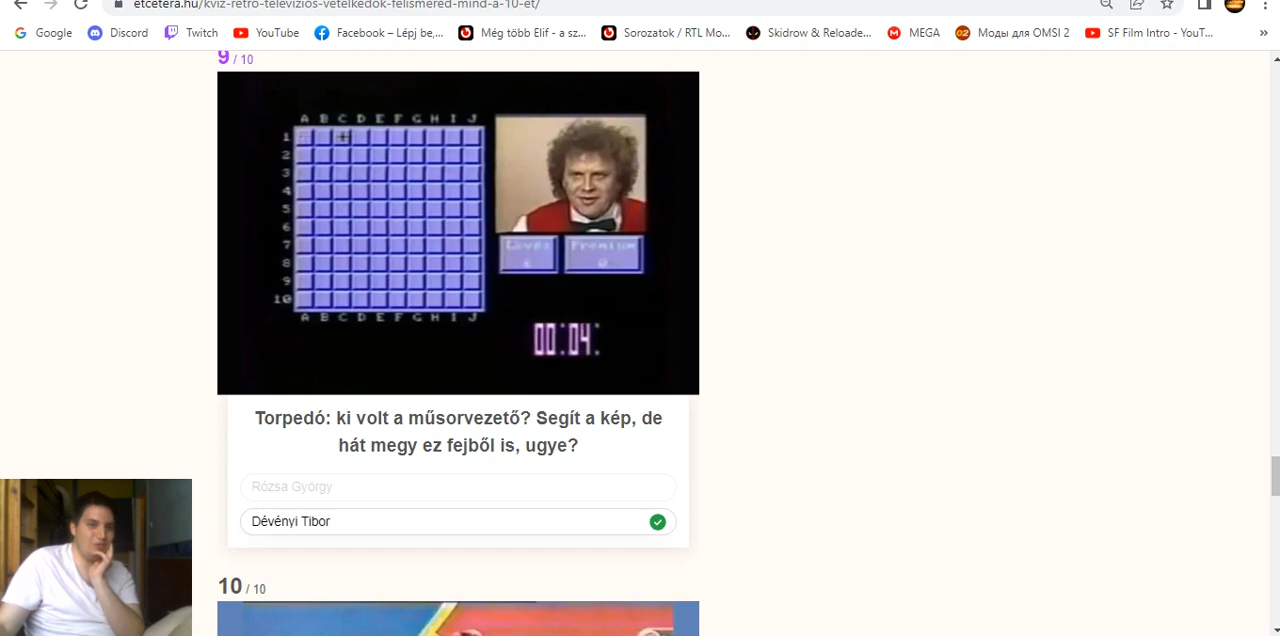 etcetera.hu/kviz-retro-televizios-vetelkedok-felismered-mind-a-10-et/
Google Discord Twitch YouTube Facebook – Lépj be,... Még több Elif - a sz... Sorozatok / RTL Mo... Skidrow & Reloade... MEGA Моды для OMSI 2 SF Film Intro - YouT... »
9 / 10
A B C D E F G H I J
1
2
3
4
5
6
7
8
9
10
A B C D E F G H I J
Lövés Prémium
0
00:04:
Torpedó: ki volt a műsorvezető? Segít a kép, de
hát megy ez fejből is, ugye?
Rózsa György
Dévényi Tibor
10 / 10